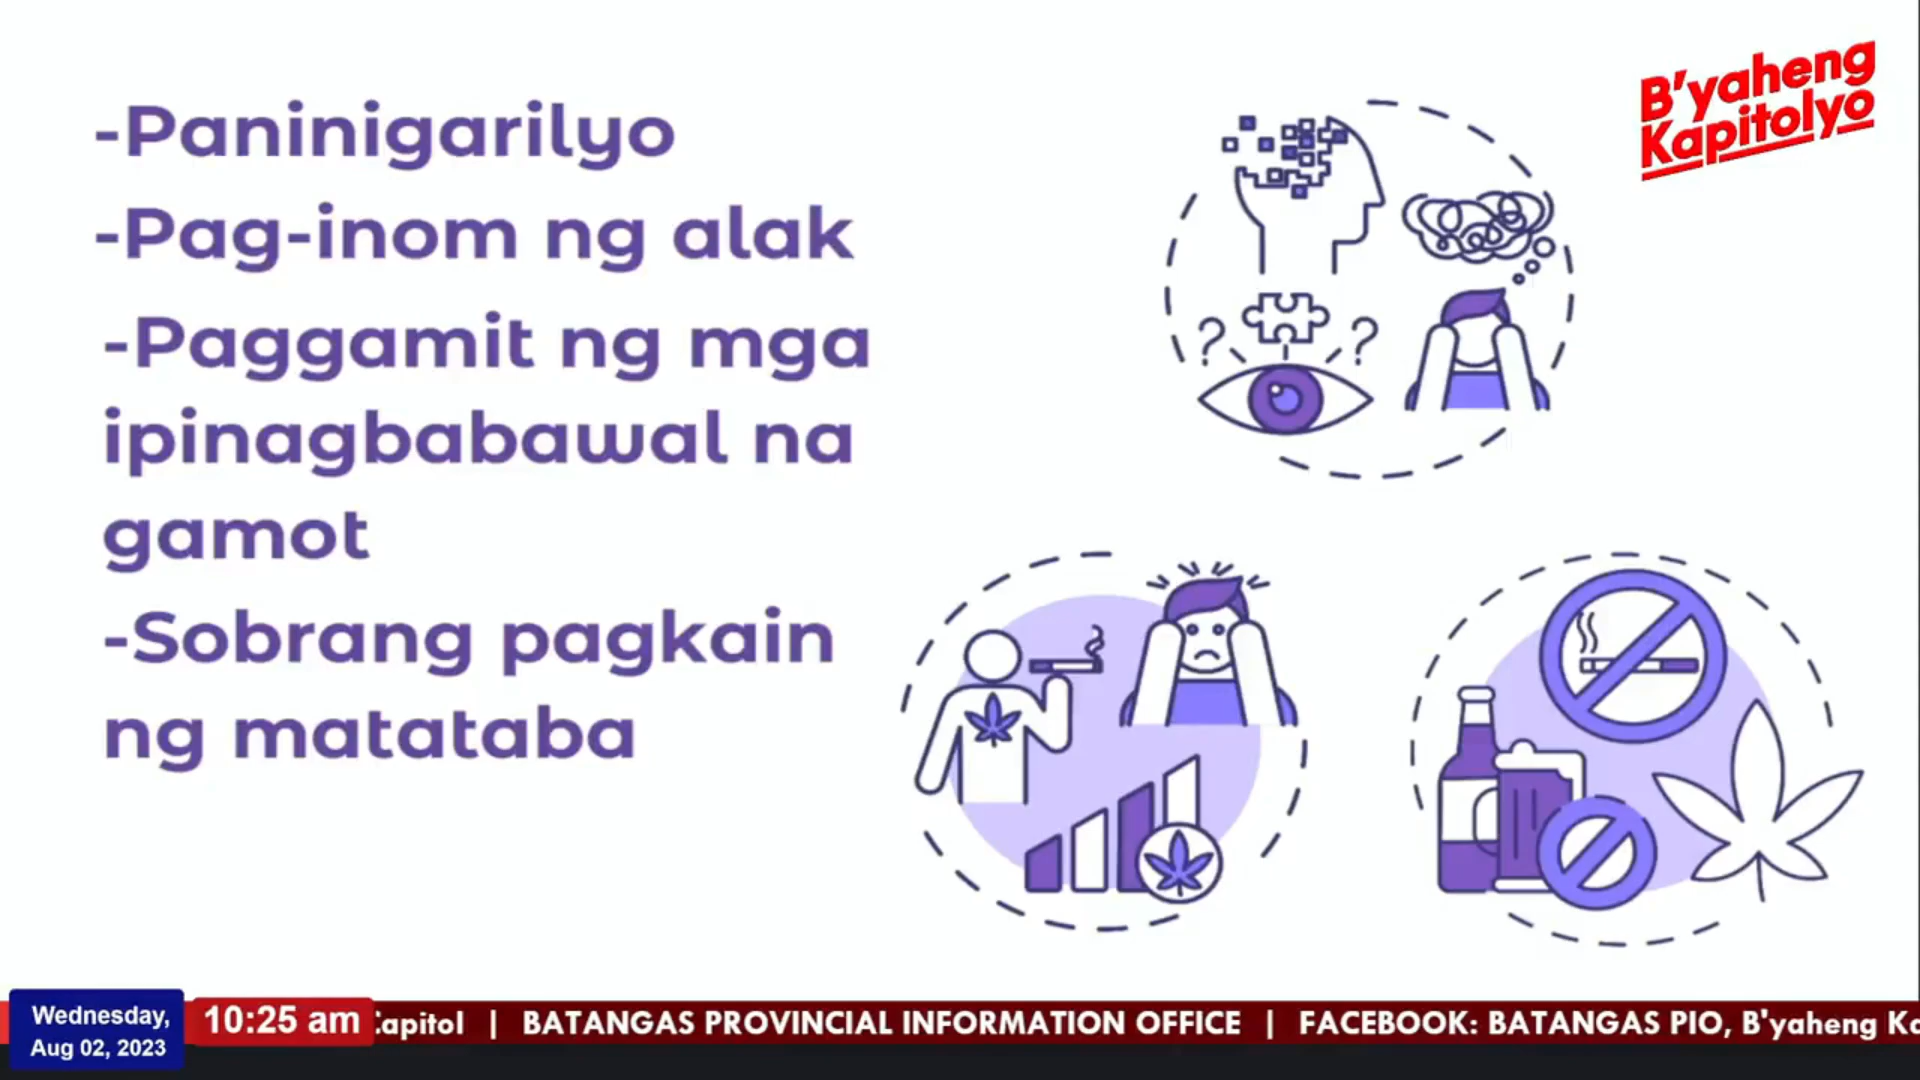 B'yaheng
Kapitolyo
-Paninigarilyo
-Pag-inom ng alak
-Paggamit ng mga
ipinagbabawal na
gamot
-Sobrang pagkain
ng matataba
? ?
Wednesday,
Aug 02, 2023
10:25 am
Capitol | BATANGAS PROVINCIAL INFORMATION OFFICE | FACEBOOK: BATANGAS PIO, B'yaheng